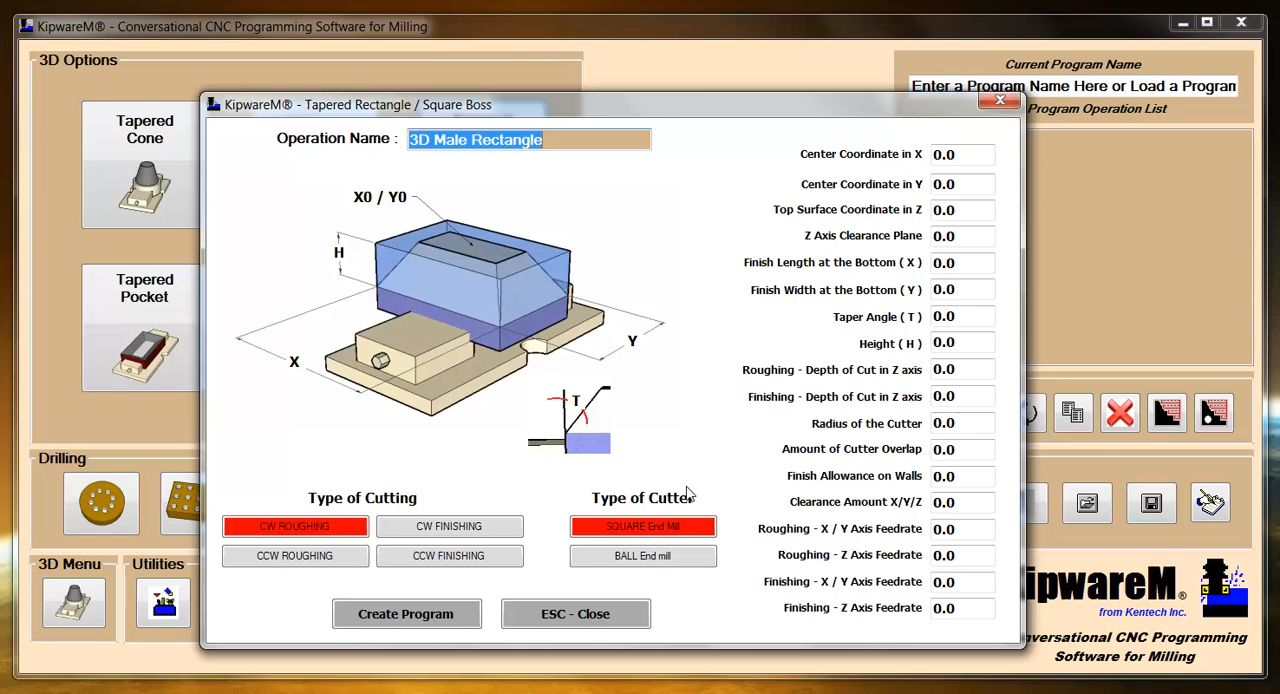 KipwareM® - Conversational CNC Programming Software for Milling
3D Options
Tapered
Cone
Tapered
Pocket
Drilling
3D Menu
Utilities
Current Program Name
Enter a Program Name Here or Load a Program
Program Operation List
KipwareM® - Tapered Rectangle / Square Boss
Operation Name :
3D Male Rectangle
X0 / Y0
H
X
Y
T
Type of Cutting
CW ROUGHING
CW FINISHING
CCW ROUGHING
CCW FINISHING
Type of Cutter
SQUARE End Mill
BALL End mill
Create Program
ESC - Close
Center Coordinate in X 0.0
Center Coordinate in Y 0.0
Top Surface Coordinate in Z 0.0
Z Axis Clearance Plane 0.0
Finish Length at the Bottom ( X ) 0.0
Finish Width at the Bottom ( Y ) 0.0
Taper Angle ( T ) 0.0
Height ( H ) 0.0
Roughing - Depth of Cut in Z axis 0.0
Finishing - Depth of Cut in Z axis 0.0
Radius of the Cutter 0.0
Amount of Cutter Overlap 0.0
Finish Allowance on Walls 0.0
Clearance Amount X/Y/Z 0.0
Roughing - X / Y Axis Feedrate 0.0
Roughing - Z Axis Feedrate 0.0
Finishing - X / Y Axis Feedrate 0.0
Finishing - Z Axis Feedrate 0.0
ipwareM®
from Kentech Inc.
nversational CNC Programming
Software for Milling